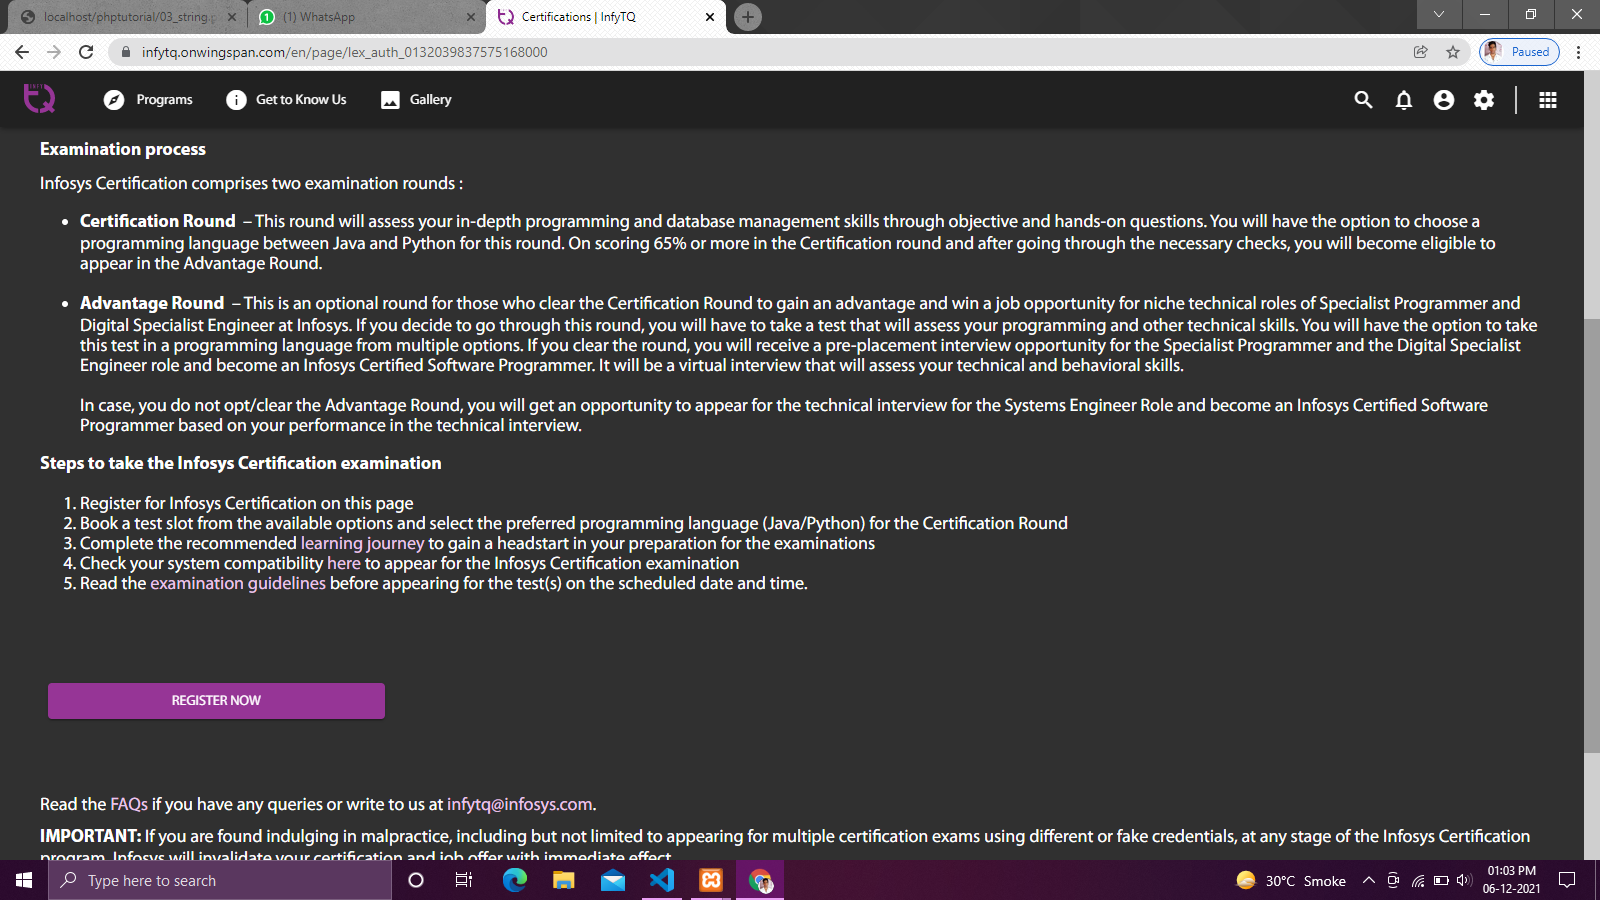 localhost/phptutorial/03_string.p
(1) WhatsApp
Certifications | InfyTQ
infytq.onwingspan.com/en/page/lex_auth_0132039837575168000
Paused
INFY
tQ
Programs
Get to Know Us
Gallery
Examination process
Infosys Certification comprises two examination rounds :
• Certification Round – This round will assess your in-depth programming and database management skills through objective and hands-on questions. You will have the option to choose a
programming language between Java and Python for this round. On scoring 65% or more in the Certification round and after going through the necessary checks, you will become eligible to
appear in the Advantage Round.
• Advantage Round – This is an optional round for those who clear the Certification Round to gain an advantage and win a job opportunity for niche technical roles of Specialist Programmer and
Digital Specialist Engineer at Infosys. If you decide to go through this round, you will have to take a test that will assess your programming and other technical skills. You will have the option to take
this test in a programming language from multiple options. If you clear the round, you will receive a pre-placement interview opportunity for the Specialist Programmer and the Digital Specialist
Engineer role and become an Infosys Certified Software Programmer. It will be a virtual interview that will assess your technical and behavioral skills.
In case, you do not opt/clear the Advantage Round, you will get an opportunity to appear for the technical interview for the Systems Engineer Role and become an Infosys Certified Software
Programmer based on your performance in the technical interview.
Steps to take the Infosys Certification examination
1. Register for Infosys Certification on this page
2. Book a test slot from the available options and select the preferred programming language (Java/Python) for the Certification Round
3. Complete the recommended learning journey to gain a headstart in your preparation for the examinations
4. Check your system compatibility here to appear for the Infosys Certification examination
5. Read the examination guidelines before appearing for the test(s) on the scheduled date and time.
REGISTER NOW
Read the FAQs if you have any queries or write to us at infytq@infosys.com.
IMPORTANT: If you are found indulging in malpractice, including but not limited to appearing for multiple certification exams using different or fake credentials, at any stage of the Infosys Certification
program, Infosys will invalidate your certification and job offer with immediate effect.
Type here to search
30°C Smoke
01:03 PM
06-12-2021